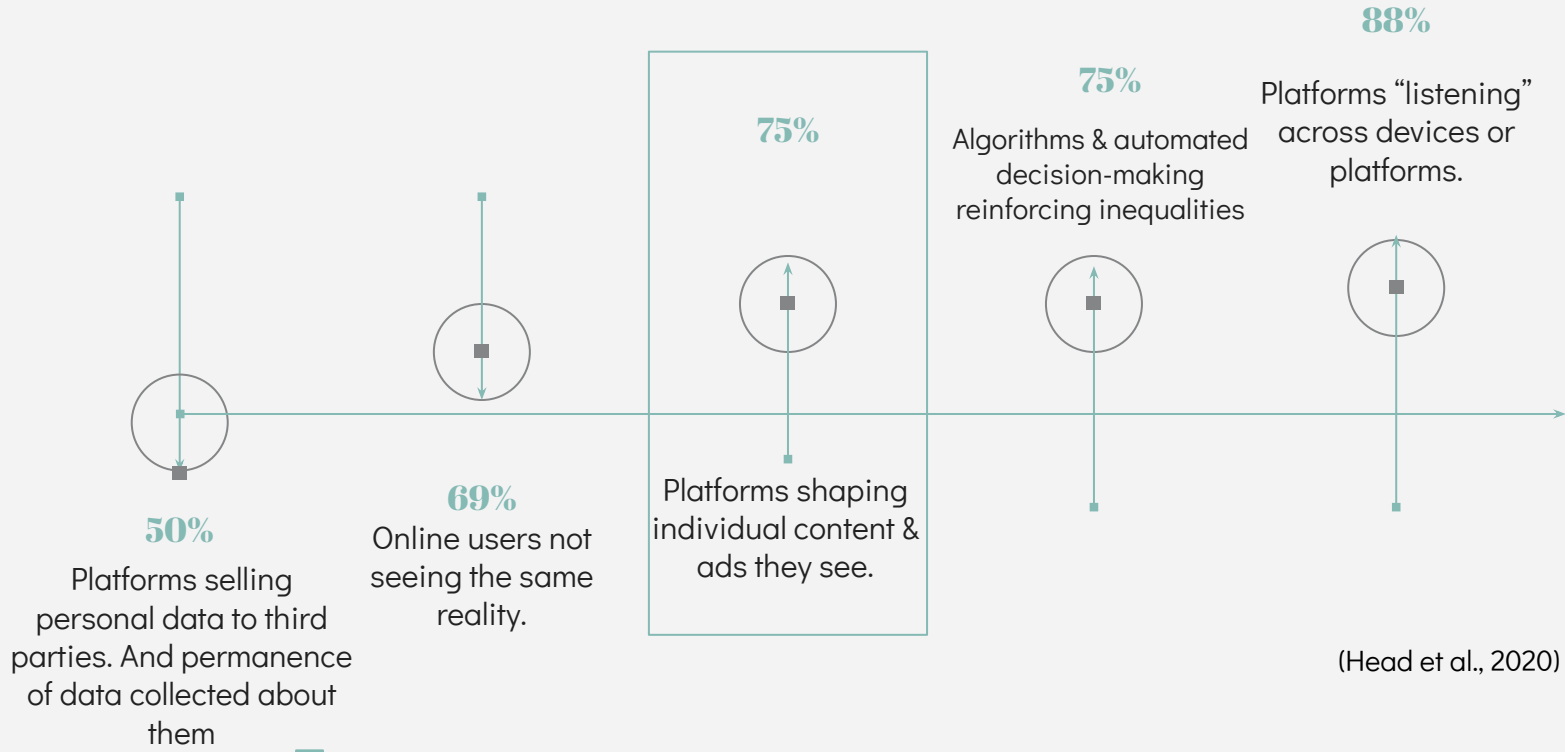 50%
Platforms selling
personal data to third
parties. And permanence
of data collected about
them
69%
Online users not
seeing the same
reality.
75%
Platforms shaping
individual content &
ads they see.
75%
Algorithms & automated
decision-making
reinforcing inequalities
88%
Platforms “listening”
across devices or
platforms.
(Head et al., 2020)